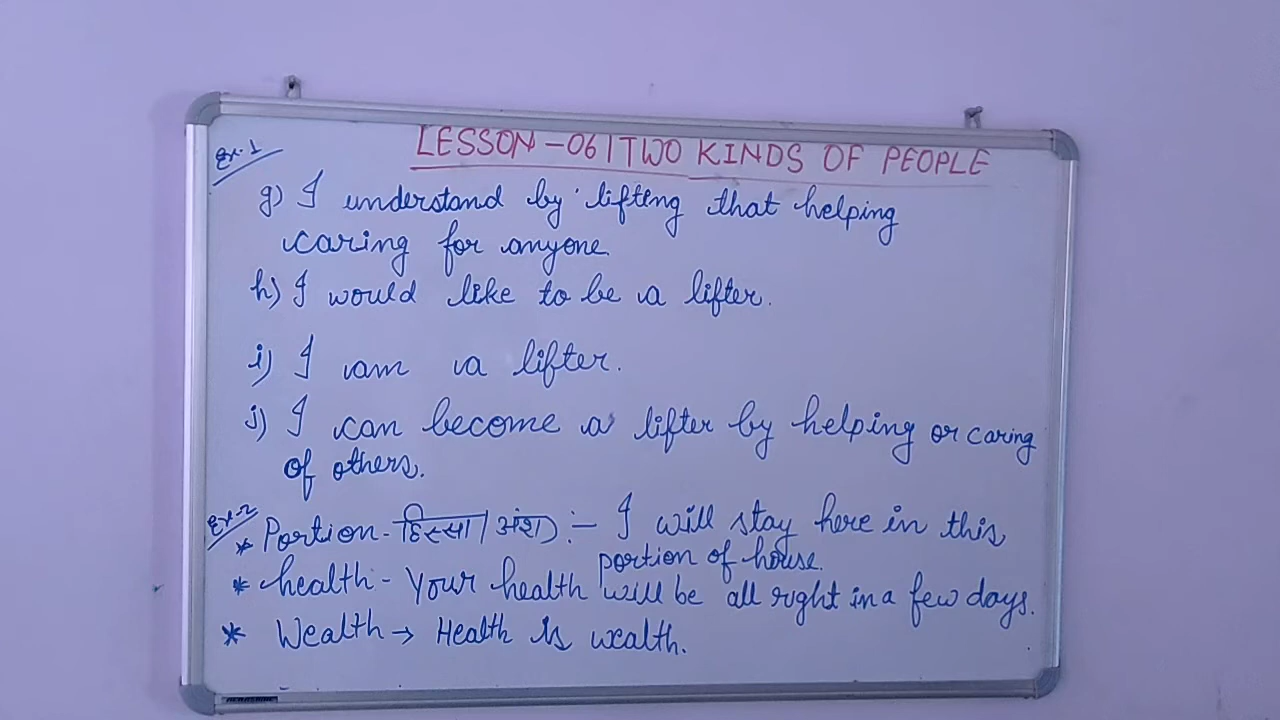 LESSON-06 | TWO KINDS OF PEOPLE
Ex-1
g) I understand by lifting that helping
caring for anyone.
h) I would like to be a lifter.
i) I am a lifter.
j) I can become a lifter by helping or caring
of others.
Ex-2
* Portion - हिस्सा / अंश :- I will stay here in this
portion of house.
* health - Your health will be all right in a few days.
* Wealth → Health is wealth.